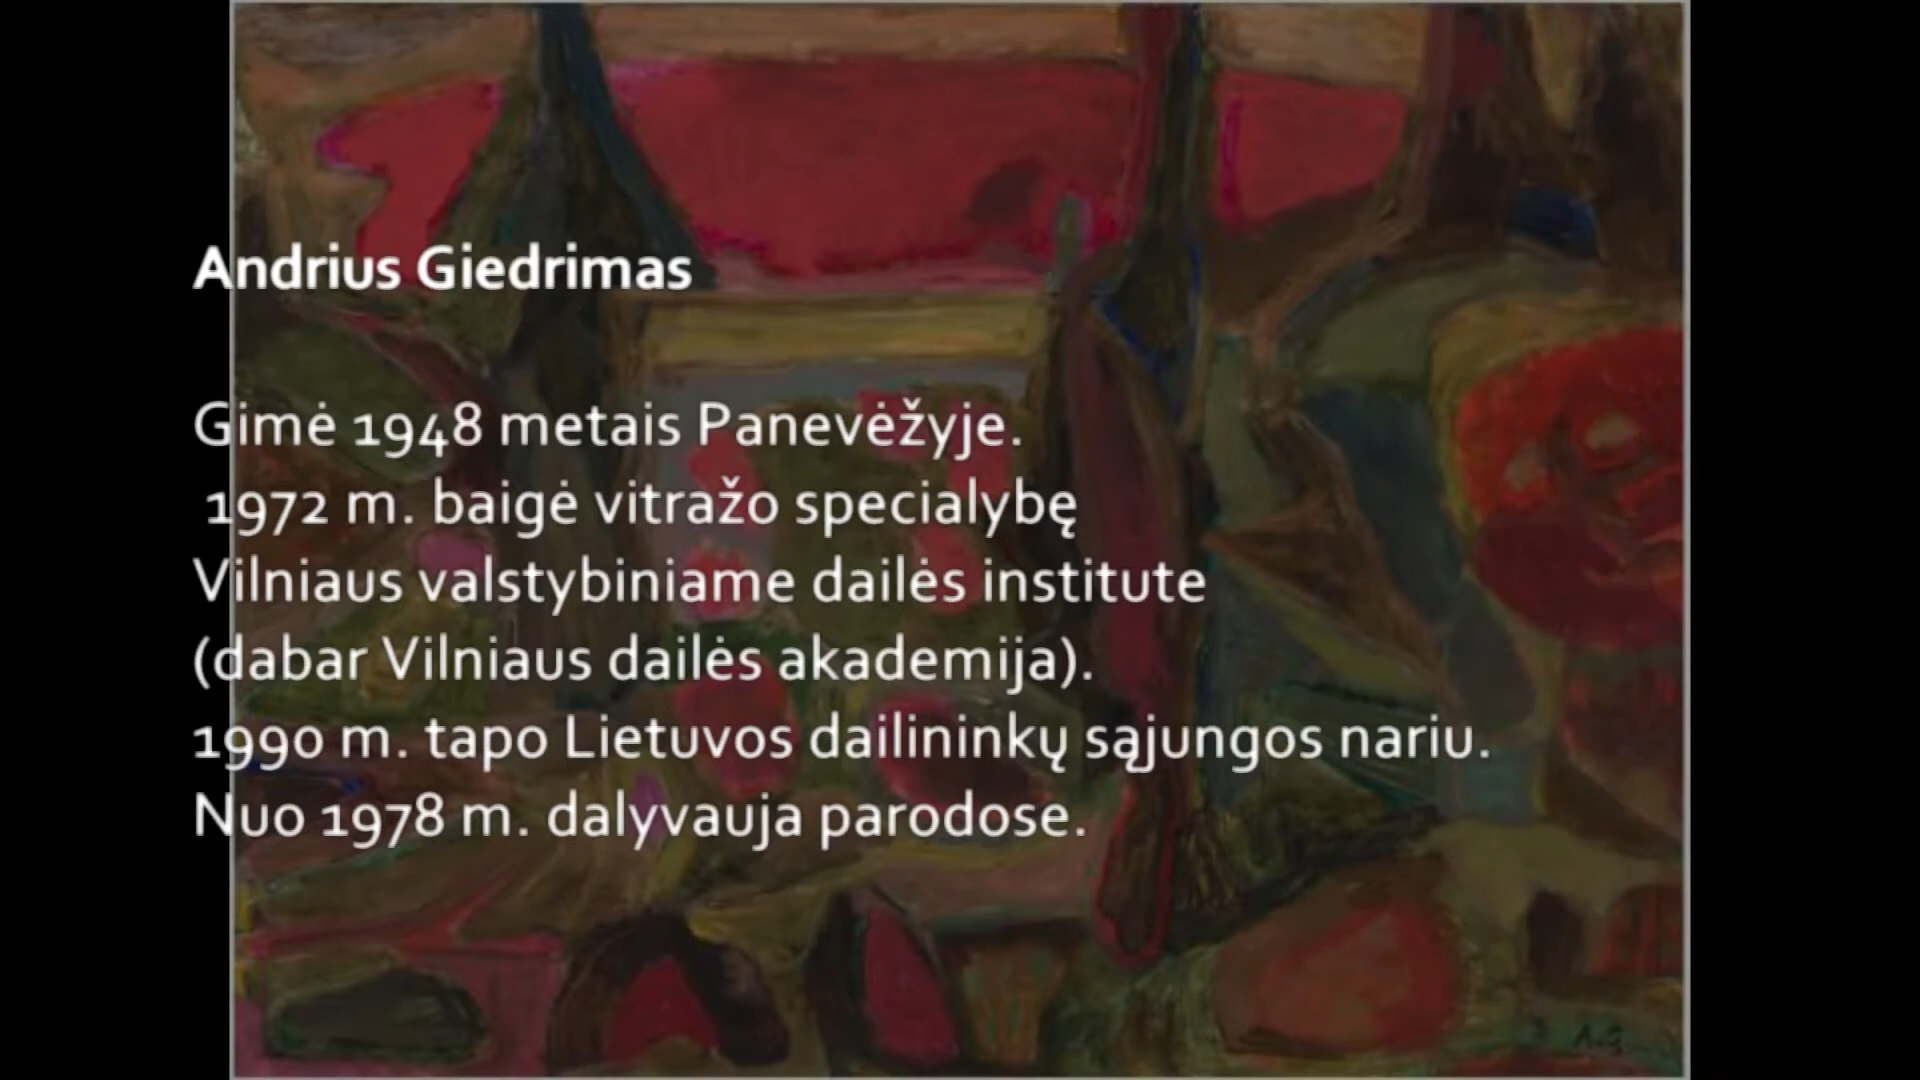 Andrius Giedrimas
Gimė 1948 metais Panevėžyje.
1972 m. baigė vitražo specialybę
Vilniaus valstybiniame dailės institute
(dabar Vilniaus dailės akademija).
1990 m. tapo Lietuvos dailininkų sąjungos nariu.
Nuo 1978 m. dalyvauja parodose.
A.G